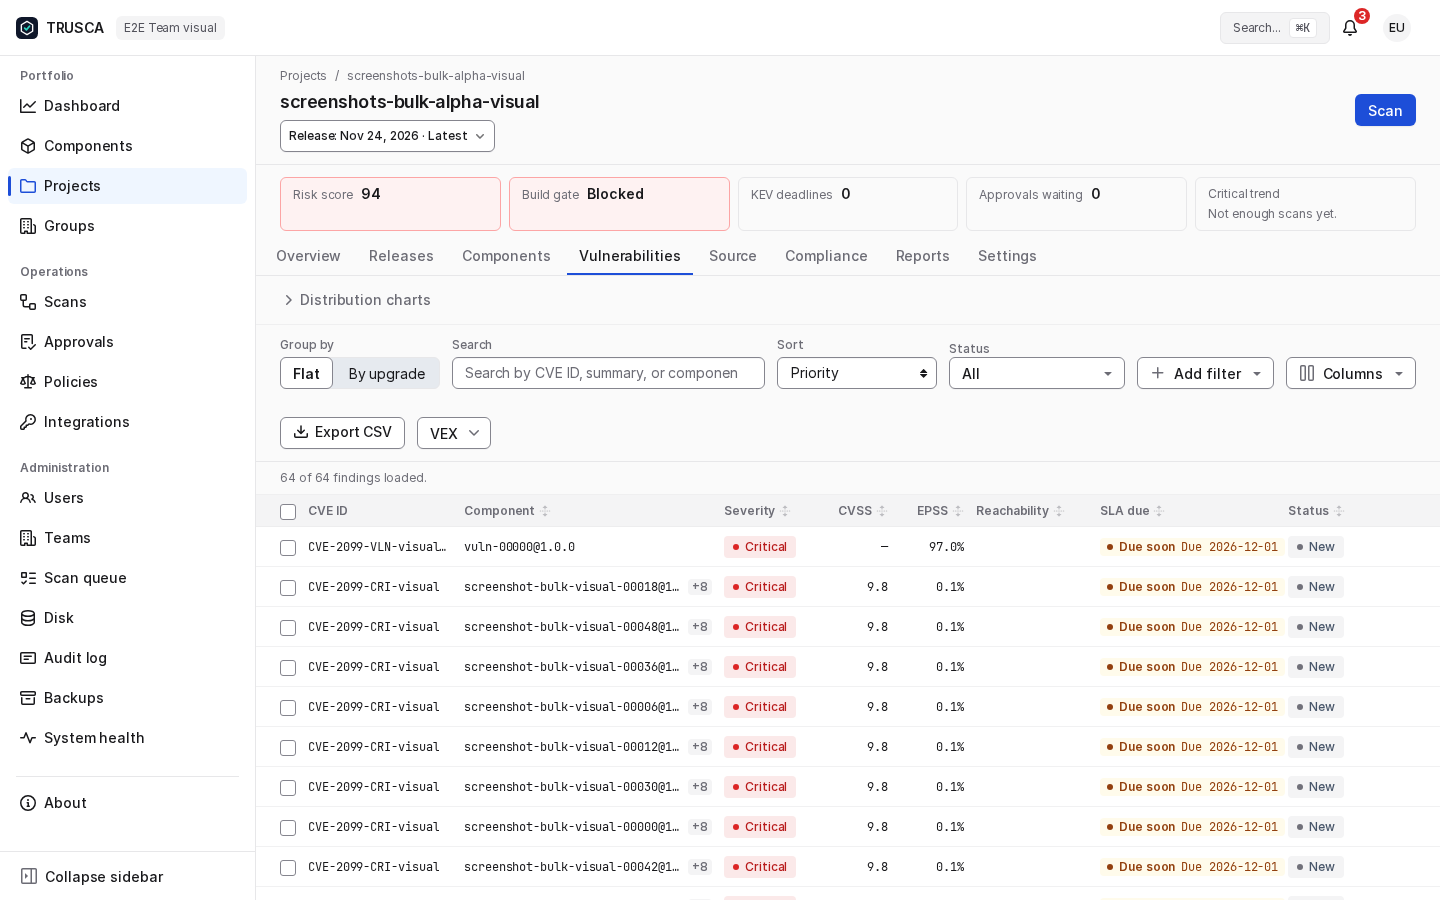 TRUSCA
E2E Team visual
Search...
⌘K
3
EU
Portfolio
Dashboard
Components
Projects
Groups
Operations
Scans
Approvals
Policies
Integrations
Administration
Users
Teams
Scan queue
Disk
Audit log
Backups
System health
About
Collapse sidebar
Projects / screenshots-bulk-alpha-visual
screenshots-bulk-alpha-visual
Release: Nov 24, 2026 · Latest
Scan
Risk score 94
Build gate Blocked
KEV deadlines 0
Approvals waiting 0
Critical trend
Not enough scans yet.
Overview Releases Components Vulnerabilities Source Compliance Reports Settings
Distribution charts
Group by
Flat By upgrade
Search
Search by CVE ID, summary, or componen
Sort
Priority
Status
All
Add filter
Columns
Export CSV
VEX
64 of 64 findings loaded.
CVE ID Component Severity CVSS EPSS Reachability SLA due Status
CVE-2099-VLN-visual… vuln-00000@1.0.0 Critical — 97.0% Due soon Due 2026-12-01 New
CVE-2099-CRI-visual screenshot-bulk-visual-00018@1… +8 Critical 9.8 0.1% Due soon Due 2026-12-01 New
CVE-2099-CRI-visual screenshot-bulk-visual-00048@1… +8 Critical 9.8 0.1% Due soon Due 2026-12-01 New
CVE-2099-CRI-visual screenshot-bulk-visual-00036@1… +8 Critical 9.8 0.1% Due soon Due 2026-12-01 New
CVE-2099-CRI-visual screenshot-bulk-visual-00006@1… +8 Critical 9.8 0.1% Due soon Due 2026-12-01 New
CVE-2099-CRI-visual screenshot-bulk-visual-00012@1… +8 Critical 9.8 0.1% Due soon Due 2026-12-01 New
CVE-2099-CRI-visual screenshot-bulk-visual-00030@1… +8 Critical 9.8 0.1% Due soon Due 2026-12-01 New
CVE-2099-CRI-visual screenshot-bulk-visual-00000@1… +8 Critical 9.8 0.1% Due soon Due 2026-12-01 New
CVE-2099-CRI-visual screenshot-bulk-visual-00042@1… +8 Critical 9.8 0.1% Due soon Due 2026-12-01 New